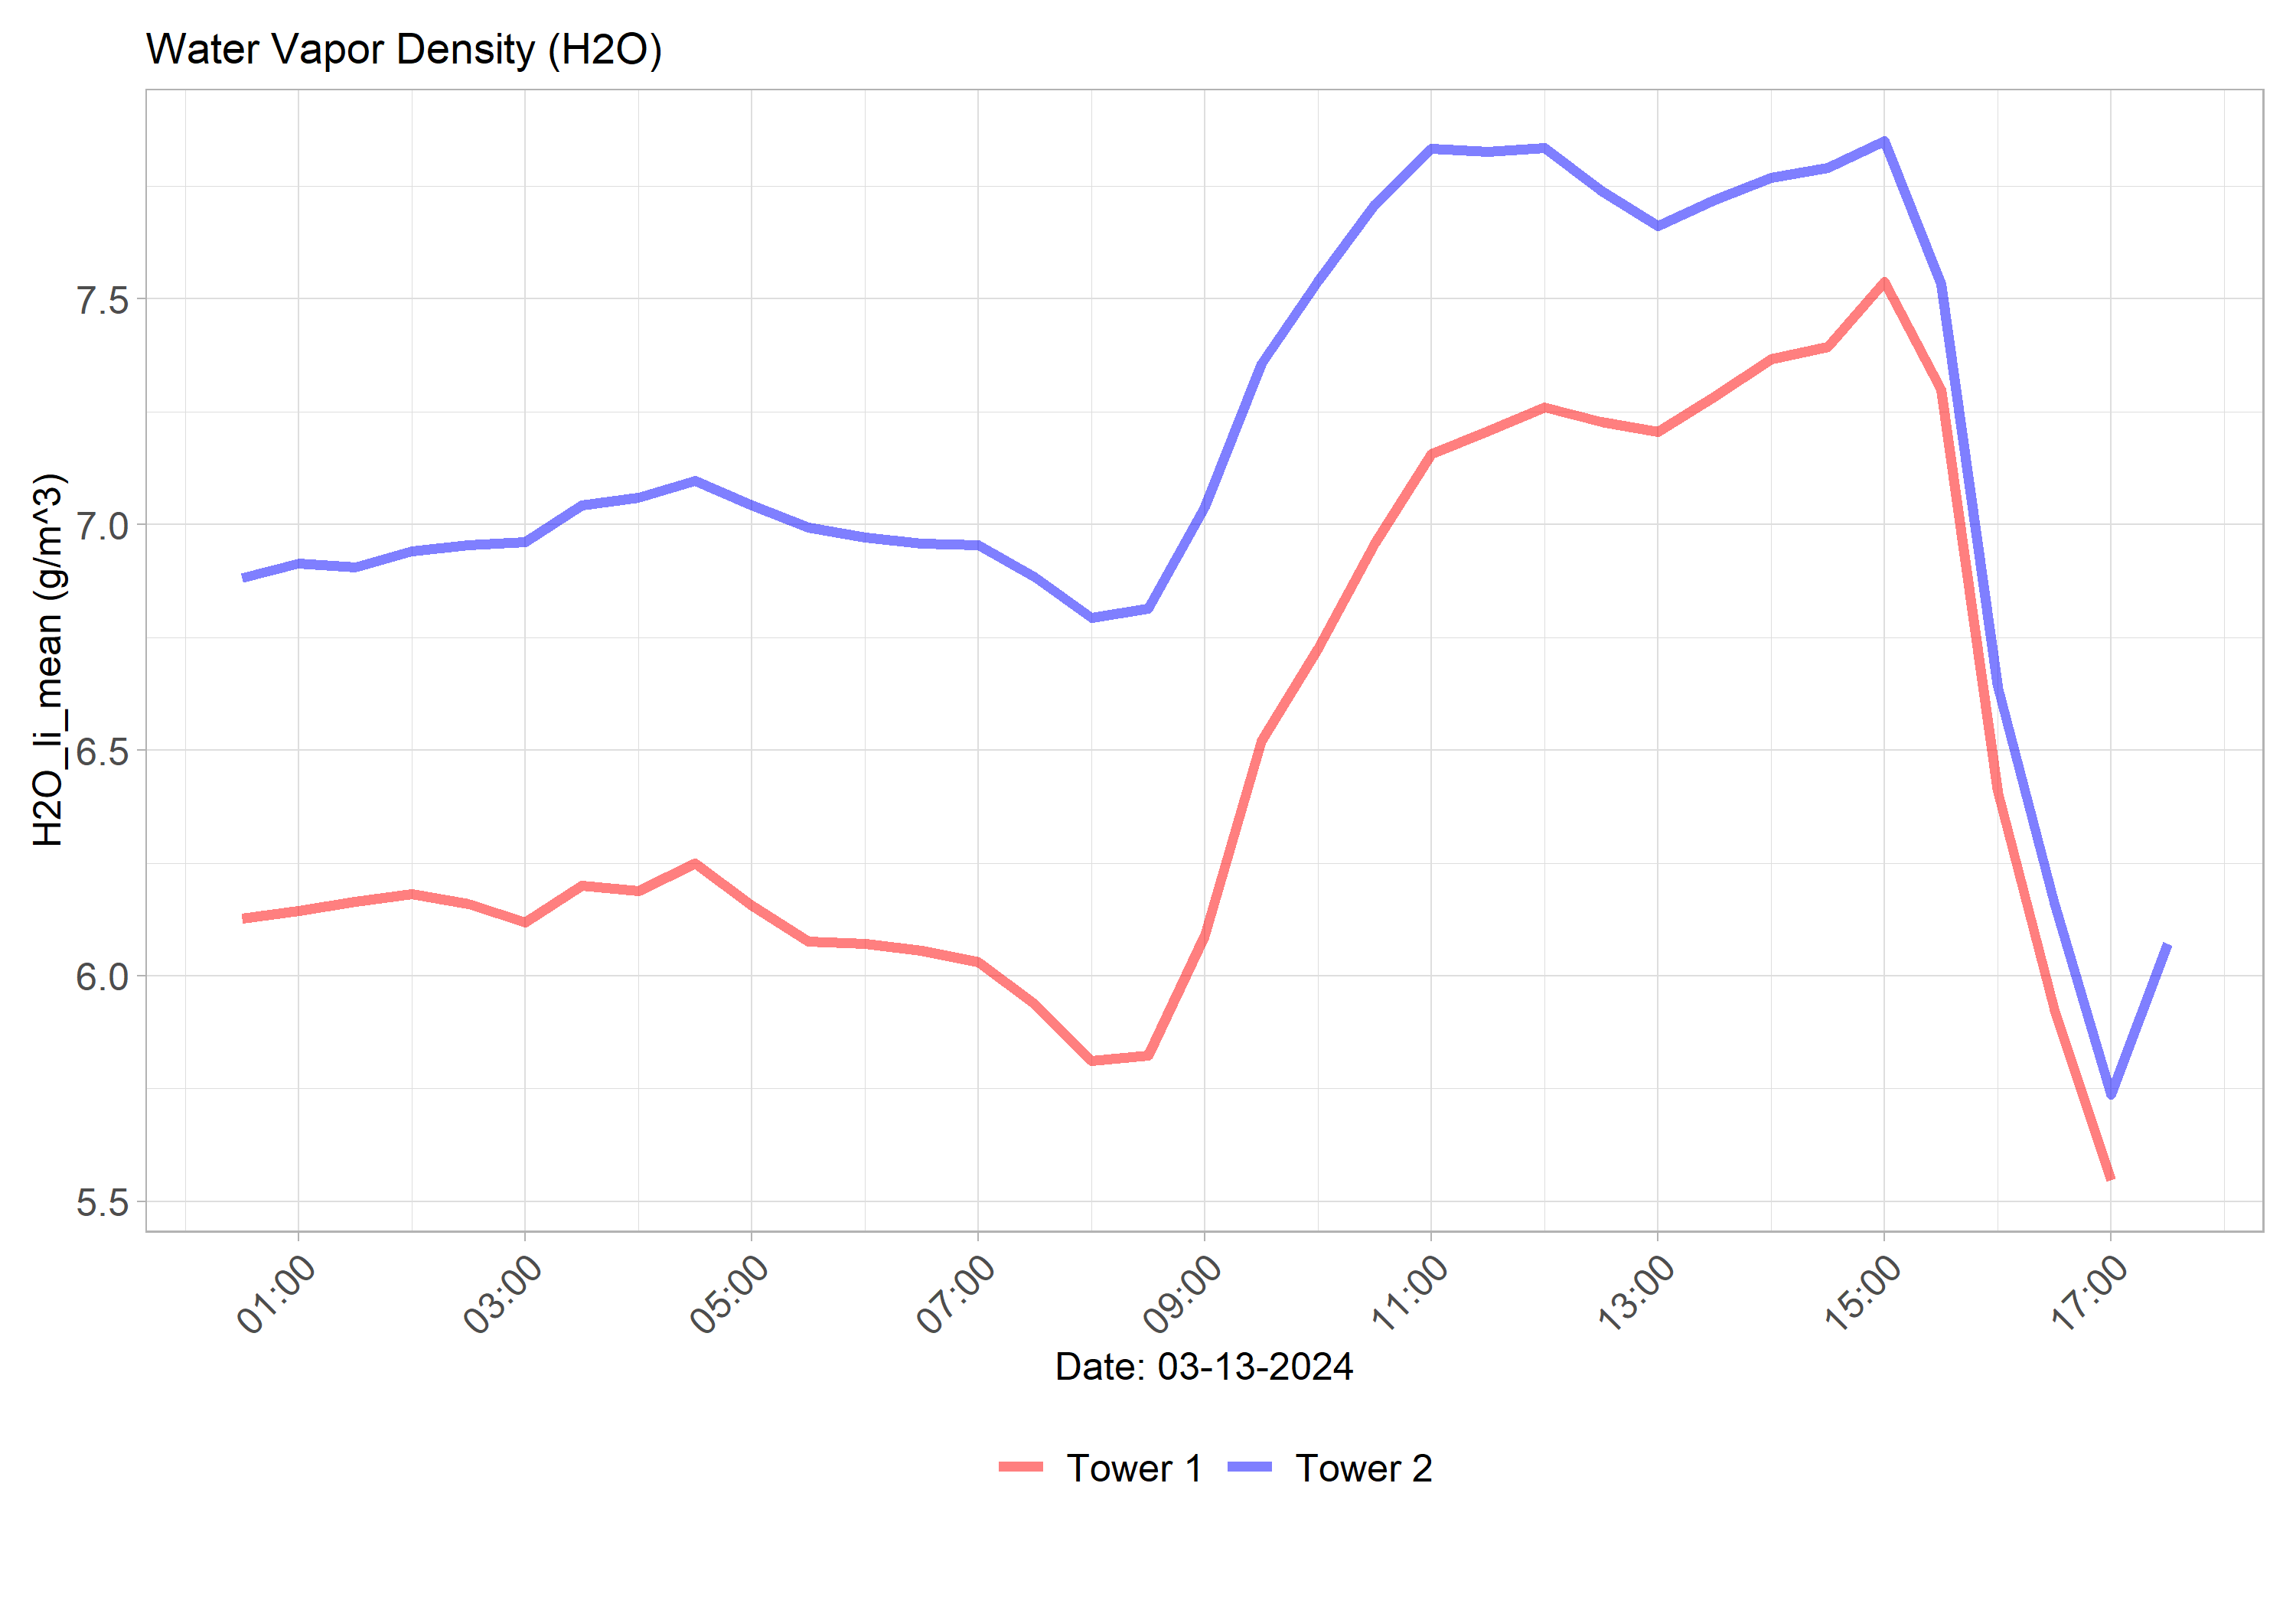 Water Vapor Density (H2O)
H2O_li_mean (g/m^3)
7.5
7.0
6.5
6.0
5.5
01:00 03:00 05:00 07:00 09:00 11:00 13:00 15:00 17:00
Date: 03-13-2024
Tower 1 Tower 2